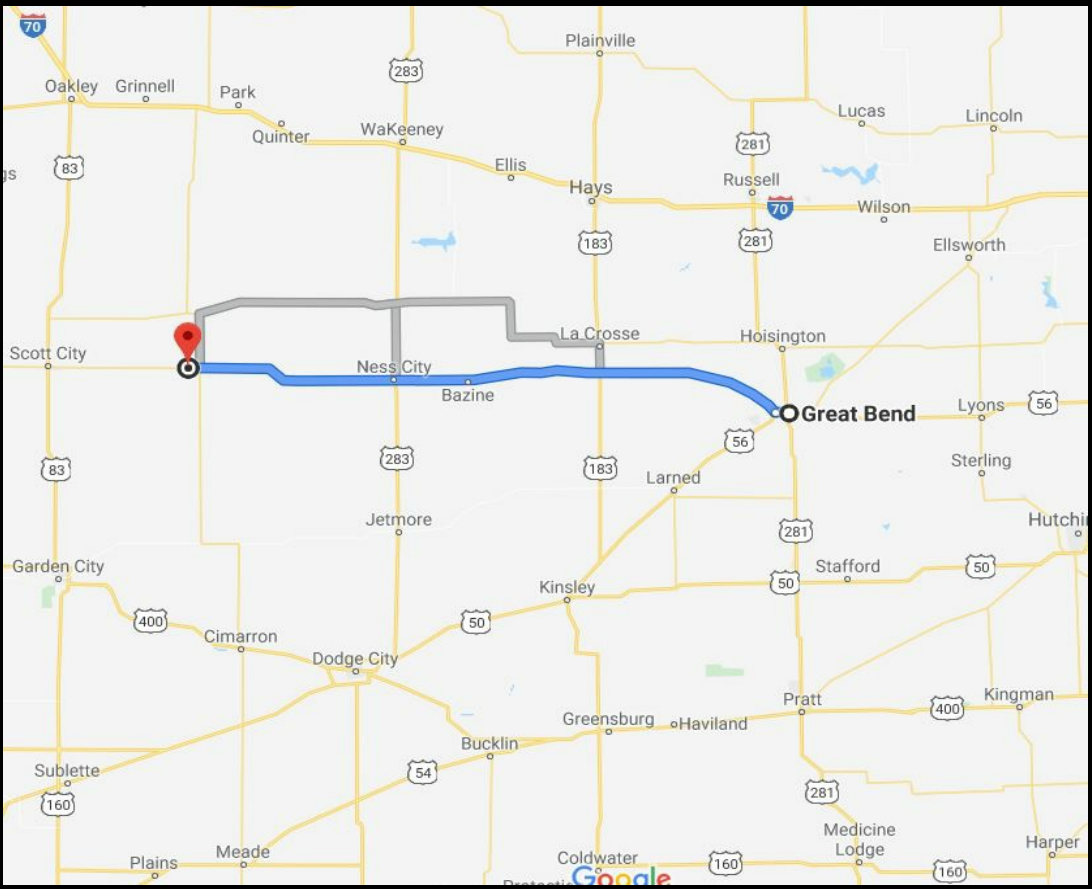 70
Plainville
283
Oakley
Grinnell
Park
Lucas
Lincoln
Quinter
WaKeeney
281
gs
83
Ellis
Russell
Hays
70
Wilson
183
281
Ellsworth
La Crosse
Hoisington
Scott City
Ness City
Bazine
Great Bend
Lyons
56
56
83
283
183
Larned
Sterling
Jetmore
281
Hutchi
Garden City
Kinsley
50
Stafford
50
400
50
Cimarron
Dodge City
Pratt
Kingman
400
Greensburg
Haviland
Bucklin
54
Sublette
160
281
Medicine
Lodge
Harper
Meade
Plains
Coldwater
160
160
Google